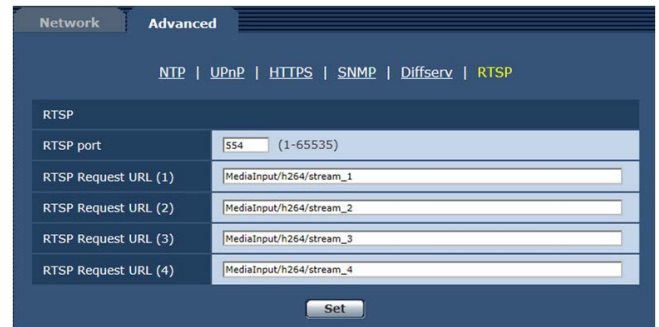 Network Advanced
NTP | UPnP | HTTPS | SNMP | Diffserv | RTSP
RTSP
RTSP port 554 (1-65535)
RTSP Request URL (1) MediaInput/h264/stream_1
RTSP Request URL (2) MediaInput/h264/stream_2
RTSP Request URL (3) MediaInput/h264/stream_3
RTSP Request URL (4) MediaInput/h264/stream_4
Set